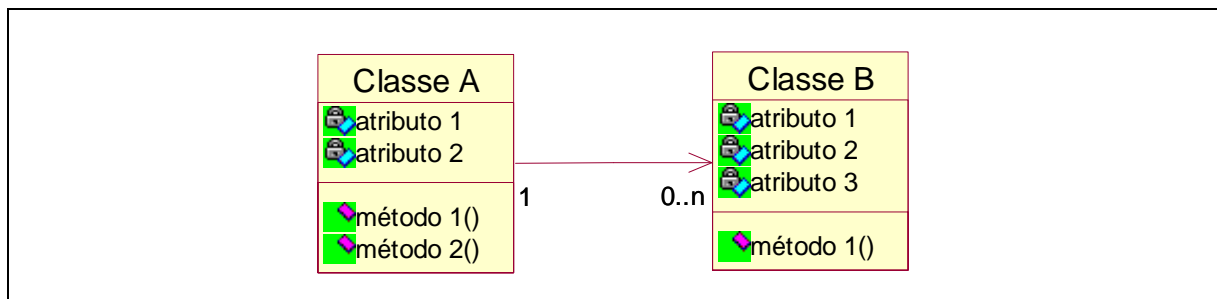 Classe A
atributo 1
atributo 2
método 1()
método 2()
1
0..n
Classe B
atributo 1
atributo 2
atributo 3
método 1()